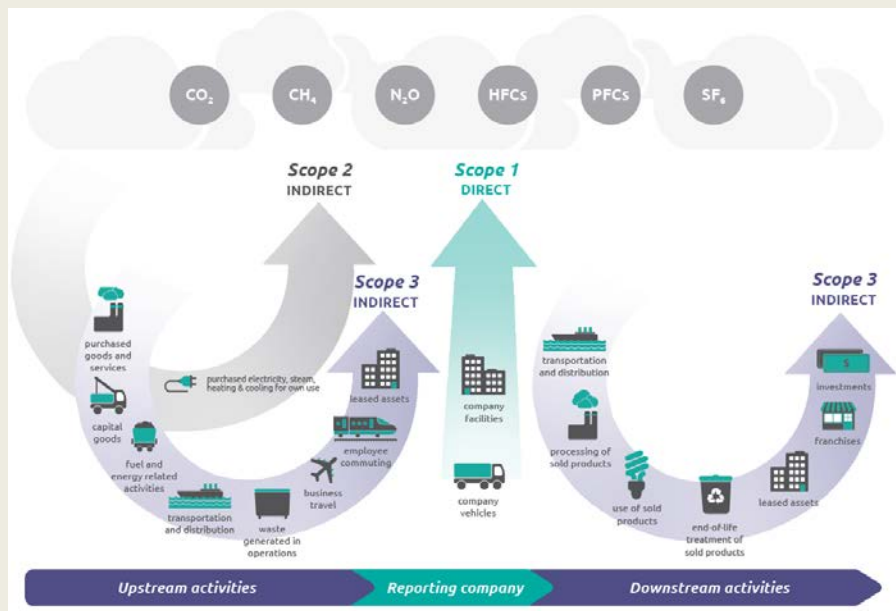 CO₂
CH₄
N₂O
HFCs
PFCs
SF₆
Scope 2
INDIRECT
Scope 1
DIRECT
Scope 3
INDIRECT
Scope 3
INDIRECT
purchased
goods and
services
capital
goods
fuel and
energy related
activities
purchased electricity, steam,
heating & cooling for own use
transportation
and distribution
waste
generated in
operations
business
travel
employee
commuting
leased assets
company
facilities
company
vehicles
transportation
and distribution
processing of
sold products
use of sold
products
end-of-life
treatment of
sold products
leased assets
franchises
$
investments
Upstream activities
Reporting company
Downstream activities